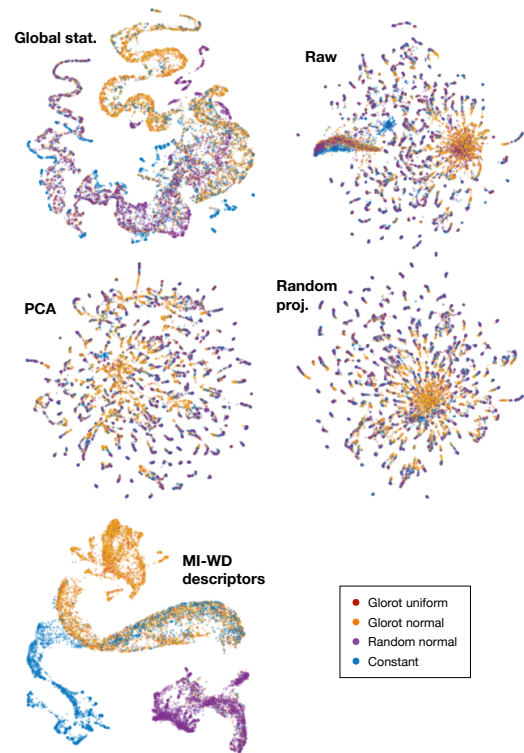 Global stat.
Raw
PCA
Random
proj.
MI-WD
descriptors
Glorot uniform
Glorot normal
Random normal
Constant